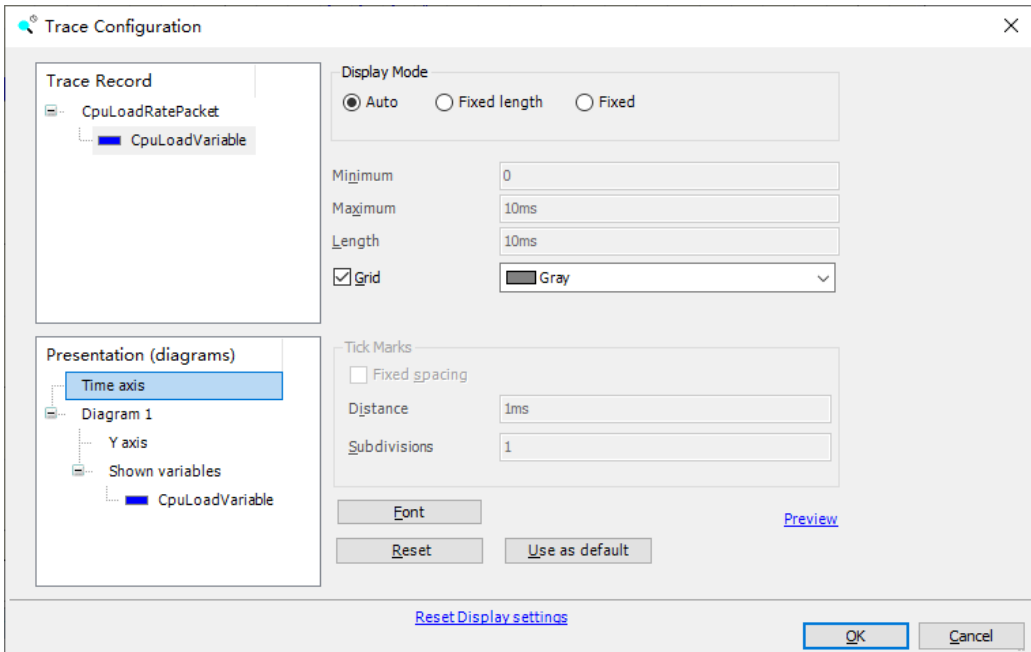 Trace Configuration
Trace Record
CpuLoadRatePacket
CpuLoadVariable
Display Mode
Auto Fixed length Fixed
Minimum 0
Maximum 10ms
Length 10ms
Grid Gray
Presentation (diagrams)
Time axis
Diagram 1
Y axis
Shown variables
CpuLoadVariable
Tick Marks
Fixed spacing
Distance 1ms
Subdivisions 1
Font
Preview
Reset Use as default
Reset Display settings
OK Cancel